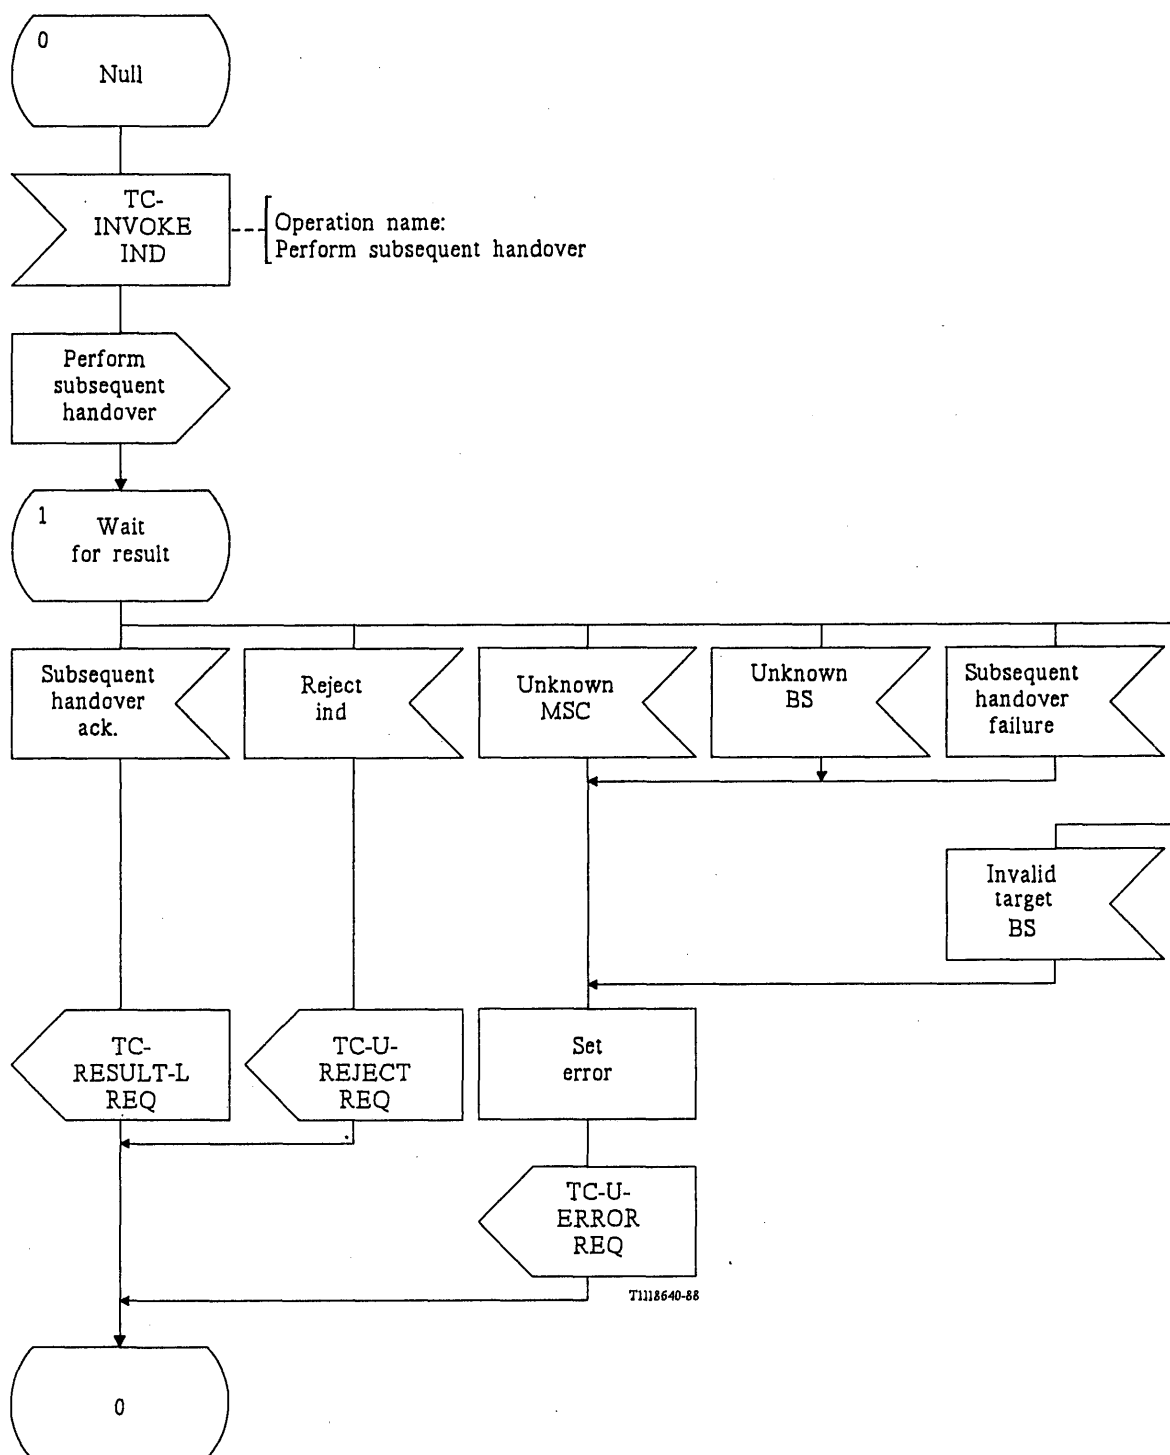 0
Null
TC-
INVOKE
IND
Operation name:
Perform subsequent handover
Perform
subsequent
handover
1
Wait
for result
Subsequent
handover
ack.
Reject
ind
Unknown
MSC
Unknown
BS
Subsequent
handover
failure
Invalid
target
BS
TC-
RESULT-L
REQ
TC-U-
REJECT
REQ
Set
error
TC-U-
ERROR
REQ
T1118640-88
0